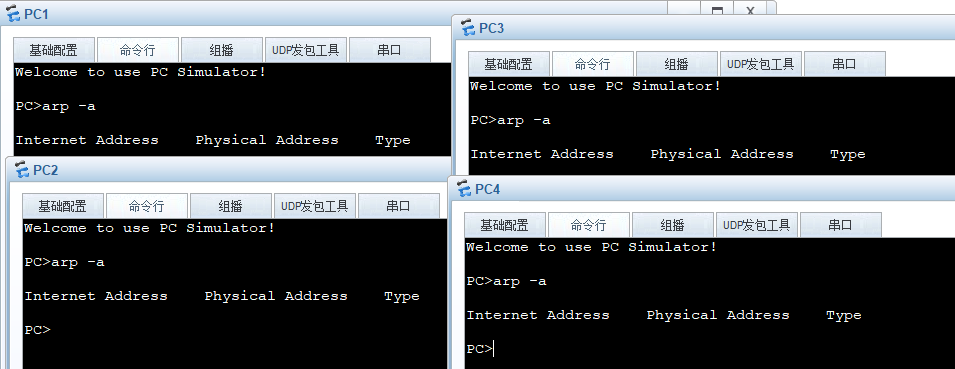 PC1
基础配置 命令行 组播 UDP发包工具 串口
Welcome to use PC Simulator!
PC>arp -a
Internet Address Physical Address Type
PC3
基础配置 命令行 组播 UDP发包工具 串口
Welcome to use PC Simulator!
PC>arp -a
Internet Address Physical Address Type
PC2
基础配置 命令行 组播 UDP发包工具 串口
Welcome to use PC Simulator!
PC>arp -a
Internet Address Physical Address Type
PC>
PC4
基础配置 命令行 组播 UDP发包工具 串口
Welcome to use PC Simulator!
PC>arp -a
Internet Address Physical Address Type
PC>